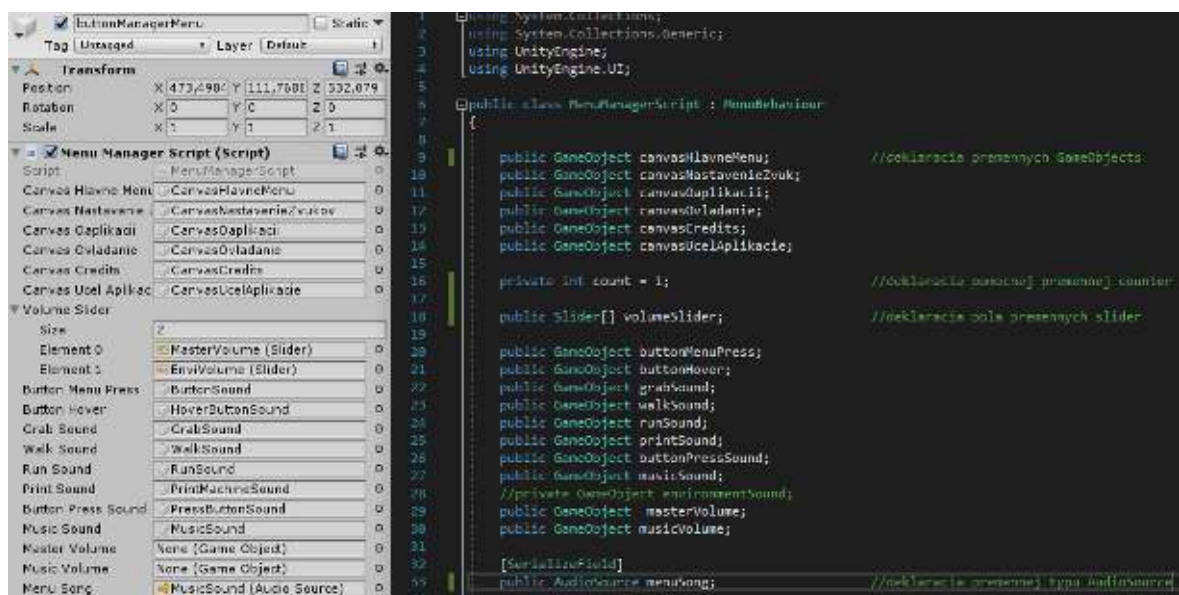 buttonManagerMenu Static
Tag Untagged Layer Default
Transform
Position X 473,4984 Y 111,7688 Z 532,079
Rotation X 0 Y 0 Z 0
Scale X 1 Y 1 Z 1
Menu Manager Script (Script)
Script MenuManagerScript
Canvas Hlavne Menu CanvasHlavneMenu
Canvas Nastavenie CanvasNastavenieZvukov
Canvas Oaplikacii CanvasOaplikacii
Canvas Ovladanie CanvasOvladanie
Canvas Credits CanvasCredits
Canvas Ucel Aplikac CanvasUcelAplikacie
Volume Slider
Size 2
Element 0 MasterVolume (Slider)
Element 1 EnviVolume (Slider)
Button Menu Press ButtonSound
Button Hover HoverButtonSound
Grab Sound GrabSound
Walk Sound WalkSound
Run Sound RunSound
Print Sound PrintMachineSound
Button Press Sound PressButtonSound
Music Sound MusicSound
Master Volume None (Game Object)
Music Volume None (Game Object)
Menu Song MusicSound (Audio Source)
1 using System.Collections;
2 using System.Collections.Generic;
3 using UnityEngine;
4 using UnityEngine.UI;
5
6 public class MenuManagerScript : MonoBehaviour
7 {
8
9 public GameObject canvasHlavneMenu; //deklaracia premennych GameObjects
10 public GameObject canvasNastavenieZvuk;
11 public GameObject canvasOaplikacii;
12 public GameObject canvasOvladanie;
13 public GameObject canvasCredits;
14 public GameObject canvasUcelAplikacie;
15
16 private int count = 1; //deklaracia pomocnej premennej counter
17
18 public Slider[] volumeSlider; //deklaracia pola premennych slider
19
20 public GameObject buttonMenuPress;
21 public GameObject buttonHover;
22 public GameObject grabSound;
23 public GameObject walkSound;
24 public GameObject runSound;
25 public GameObject printSound;
26 public GameObject buttonPressSound;
27 public GameObject musicSound;
28 //private GameObject environmentSound;
29 public GameObject masterVolume;
30 public GameObject musicVolume;
31
32 [SerializeField]
33 public AudioSource menuSong; //deklaracia premennej typu AudioSource